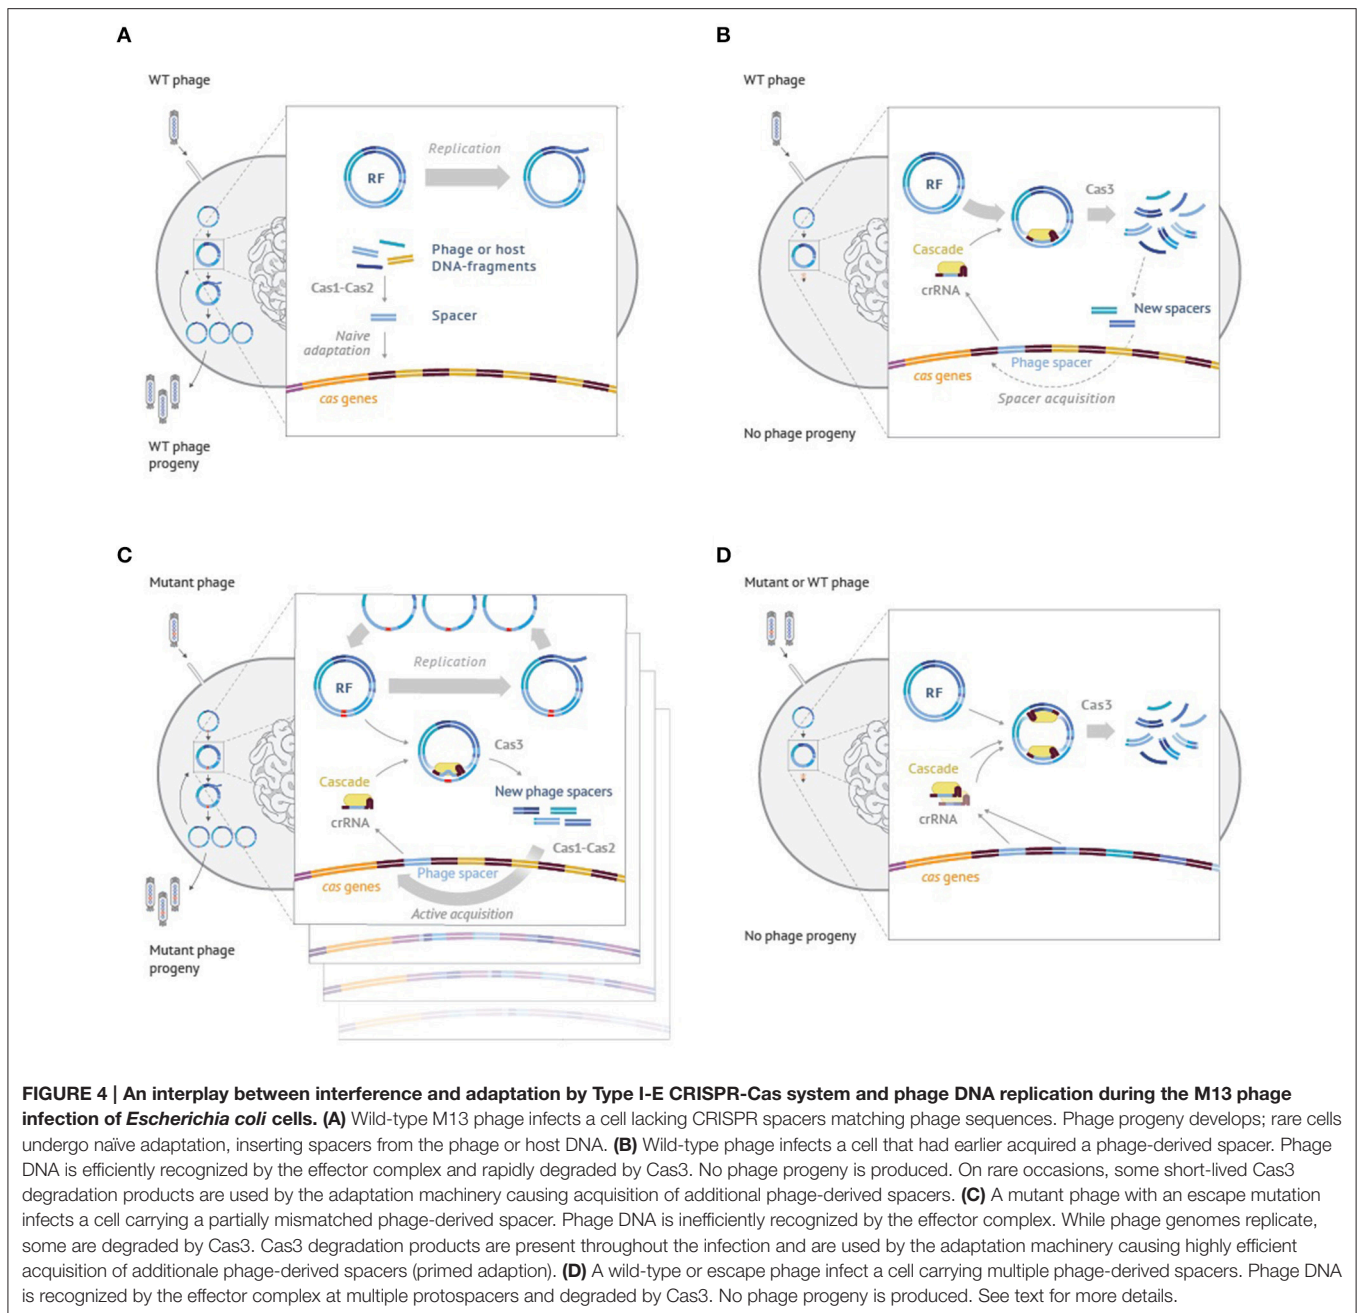 A
WT phage
Replication
RF
Phage or host
DNA-fragments
Cas1-Cas2
Spacer
Naive
adaptation
cas genes
WT phage
progeny
B
WT phage
RF
Cas3
Cascade
crRNA
New spacers
Phage spacer
cas genes
Spacer acquisition
No phage progeny
C
Mutant phage
Replication
RF
Cas3
Cascade
New phage spacers
crRNA
Cas1-Cas2
Phage spacer
cas genes
Active acquisition
Mutant phage
progeny
D
Mutant or WT phage
RF
Cas3
Cascade
crRNA
cas genes
No phage progeny
FIGURE 4 | An interplay between interference and adaptation by Type I-E CRISPR-Cas system and phage DNA replication during the M13 phage
infection of Escherichia coli cells. (A) Wild-type M13 phage infects a cell lacking CRISPR spacers matching phage sequences. Phage progeny develops; rare cells
undergo naïve adaptation, inserting spacers from the phage or host DNA. (B) Wild-type phage infects a cell that had earlier acquired a phage-derived spacer. Phage
DNA is efficiently recognized by the effector complex and rapidly degraded by Cas3. No phage progeny is produced. On rare occasions, some short-lived Cas3
degradation products are used by the adaptation machinery causing acquisition of additional phage-derived spacers. (C) A mutant phage with an escape mutation
infects a cell carrying a partially mismatched phage-derived spacer. Phage DNA is inefficiently recognized by the effector complex. While phage genomes replicate,
some are degraded by Cas3. Cas3 degradation products are present throughout the infection and are used by the adaptation machinery causing highly efficient
acquisition of additionale phage-derived spacers (primed adaption). (D) A wild-type or escape phage infect a cell carrying multiple phage-derived spacers. Phage DNA
is recognized by the effector complex at multiple protospacers and degraded by Cas3. No phage progeny is produced. See text for more details.